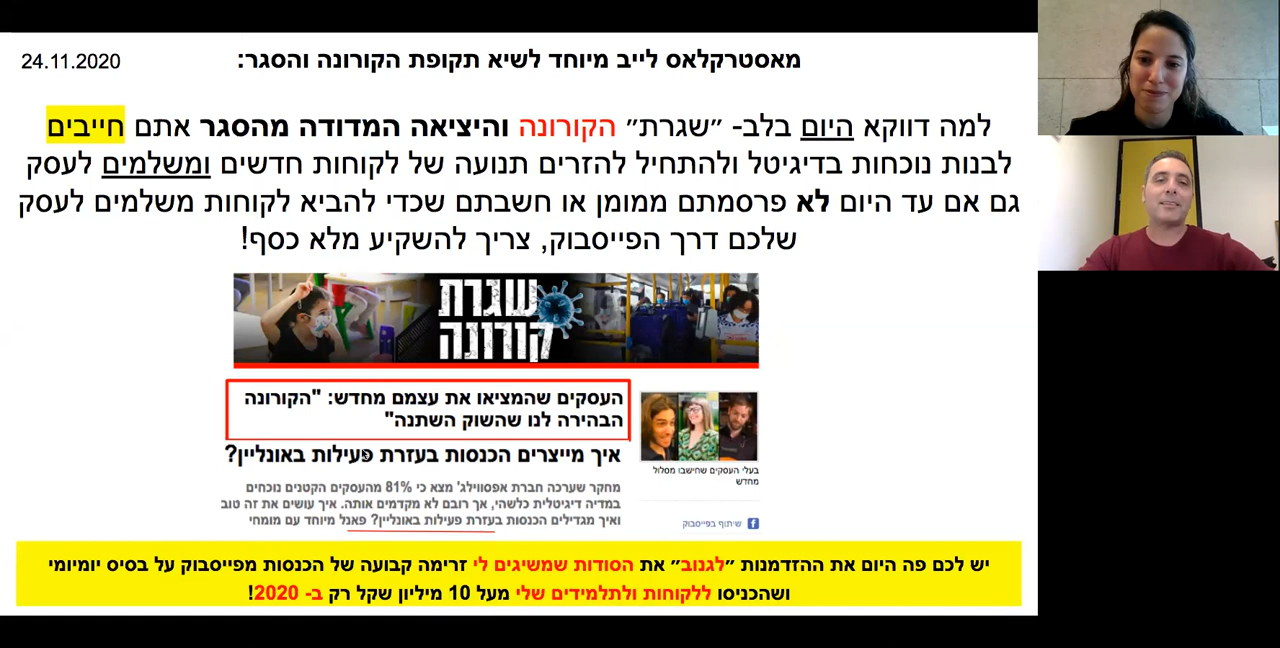 מאסטרקלאס לייב מיוחד לשיא תקופת הקורונה והסגר:
24.11.2020
למה דווקא היום בלב- ״שגרת״ הקורונה והיציאה המדודה מהסגר אתם חייבים
לבנות נוכחות בדיגיטל ולהתחיל להזרים תנועה של לקוחות חדשים ומשלמים לעסק
גם אם עד היום לא פרסמתם ממומן או חשבתם שכדי להביא לקוחות משלמים לעסק
שלכם דרך הפייסבוק, צריך להשקיע מלא כסף!
שגרת
קורונה
העסקים שהמציאו את עצמם מחדש: "הקורונה
הבהירה לנו שהשוק השתנה"
בעלי העסקים שחישבו מסלול
מחדש
איך מייצרים הכנסות בעזרת פעילות באונליין?
מחקר שערכה חברת אפסווילג' מצא כי 81% מהעסקים הקטנים נוכחים
במדיה דיגיטלית כלשהי, אך רובם לא מקדמים אותה. איך עושים את זה טוב
ואיך מגדילים הכנסות בעזרת פעילות באונליין? פאנל מיוחד עם מומחי
שיתוף בפייסבוק
יש לכם פה היום את ההזדמנות ״לגנוב״ את הסודות שמשיגים לי זרימה קבועה של הכנסות מפייסבוק על בסיס יומיומי
ושהכניסו ללקוחות ולתלמידים שלי מעל 10 מיליון שקל רק ב- 2020!